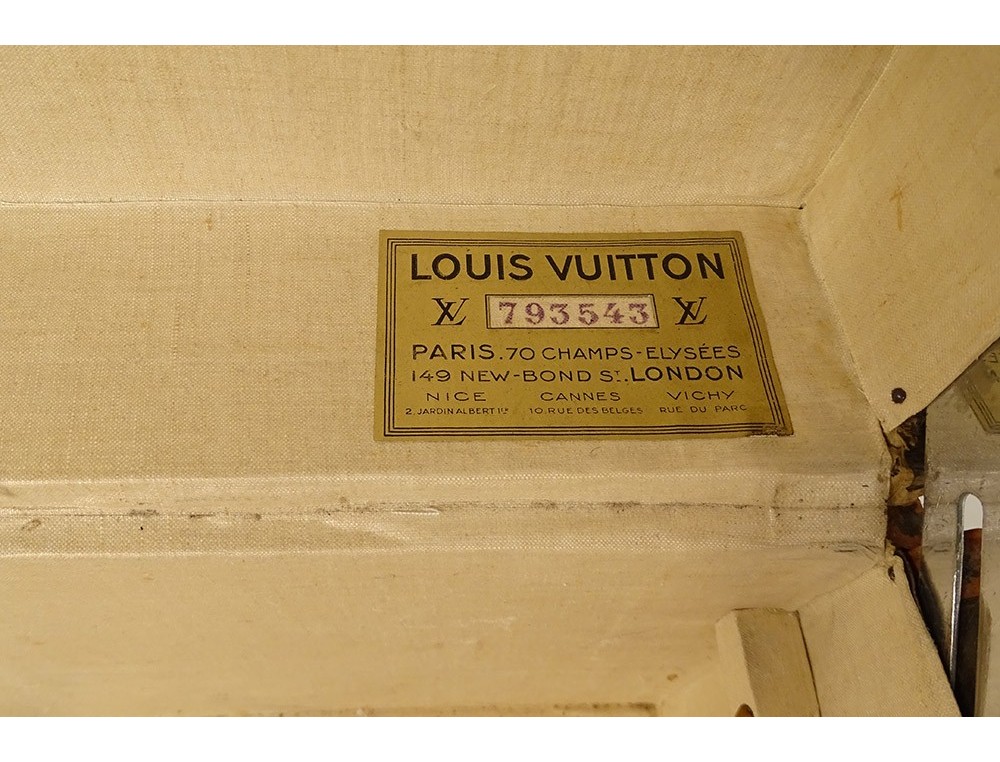 LOUIS VUITTON
LV 793543 LV
PARIS. 70 CHAMPS-ELYSÉES
149 NEW-BOND ST. LONDON
NICE CANNES VICHY
2. JARDIN ALBERT 1ER 10. RUE DES BELGES RUE DU PARC